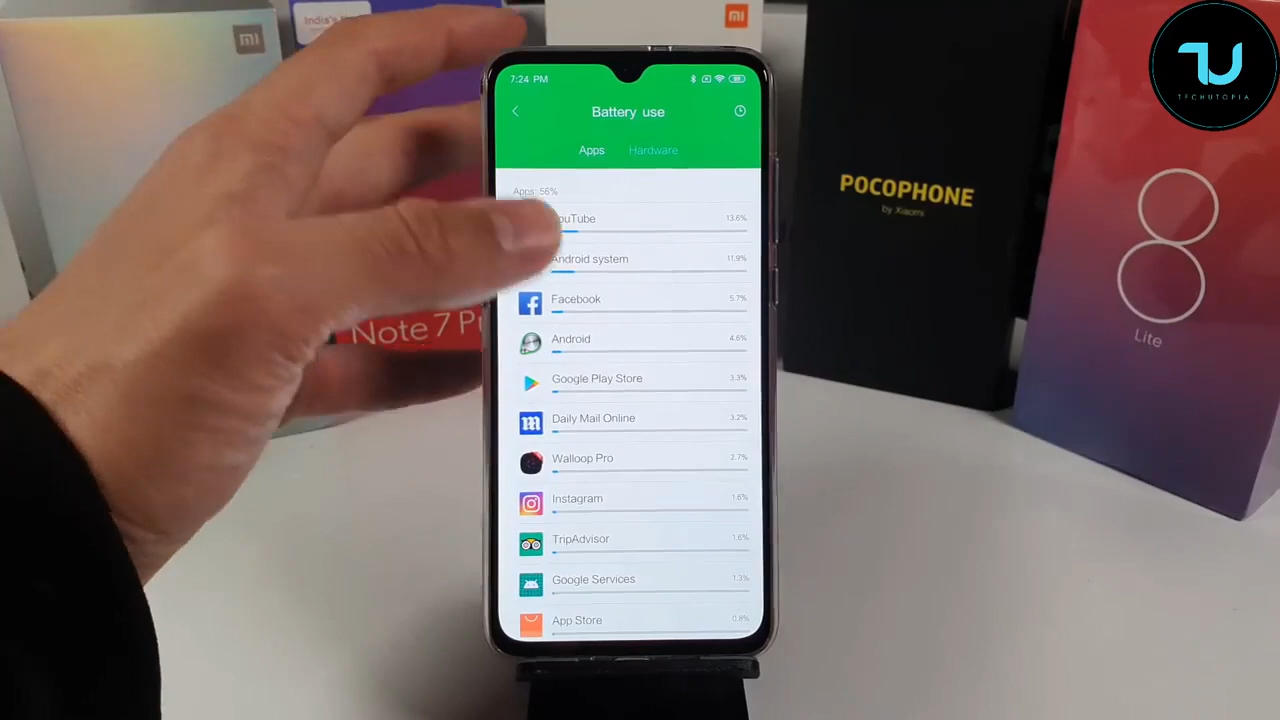 India's
TECHUTOPIA
7:24 PM
Battery use
Apps Hardware
Apps: 56%
YouTube 13.6%
Android system 11.9%
Facebook 5.7%
Android 4.6%
Google Play Store 3.3%
Daily Mail Online 3.2%
Walloop Pro 2.7%
Instagram 1.6%
TripAdvisor 1.6%
Google Services 1.3%
App Store 0.8%
Note 7
POCOPHONE
by Xiaomi
8
Lite